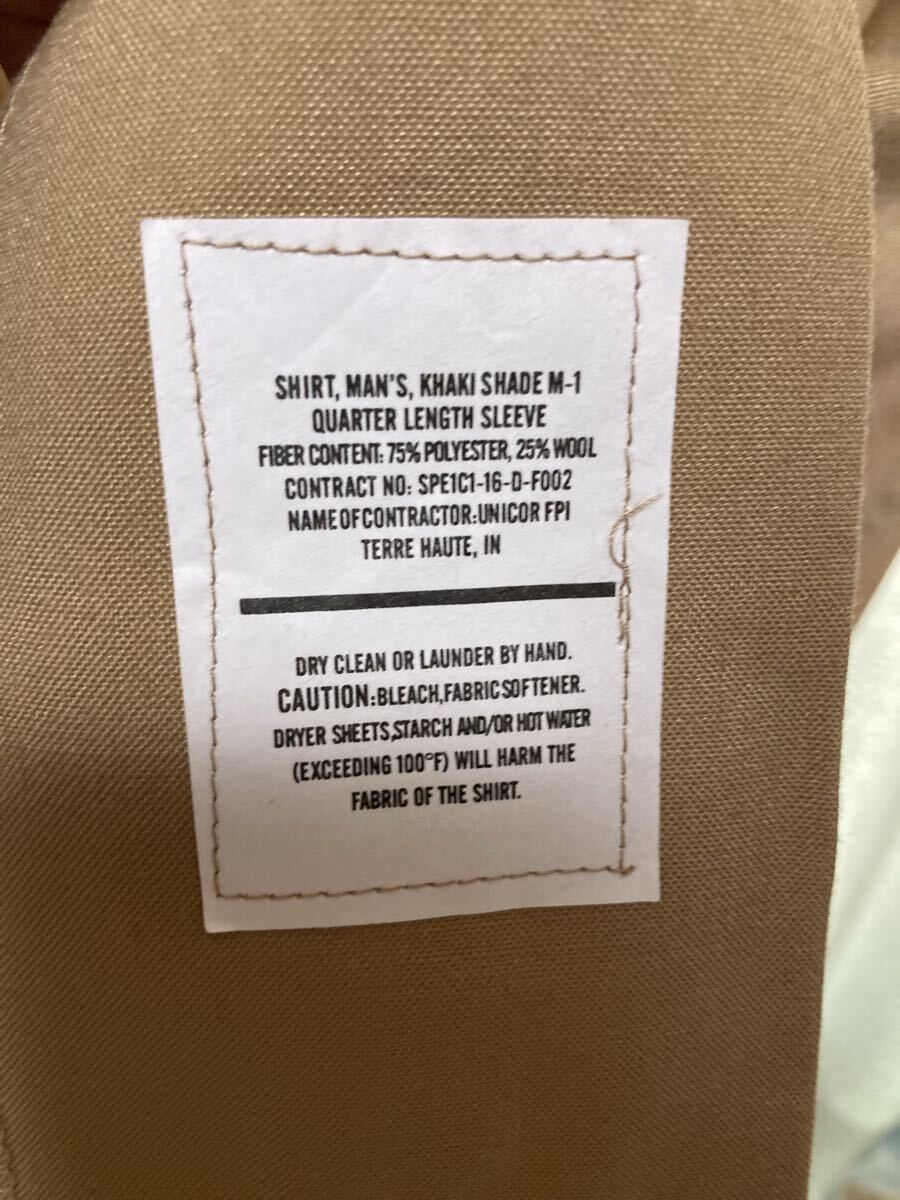 SHIRT, MAN'S, KHAKI SHADE M-1
QUARTER LENGTH SLEEVE
FIBER CONTENT: 75% POLYESTER, 25% WOOL
CONTRACT NO: SPE1C1-16-D-F002
NAME OF CONTRACTOR:UNICOR FPI
TERRE HAUTE, IN
DRY CLEAN OR LAUNDER BY HAND.
CAUTION:BLEACH,FABRIC SOFTENER.
DRYER SHEETS,STARCH AND/OR HOT WATER
(EXCEEDING 100°F) WILL HARM THE
FABRIC OF THE SHIRT.